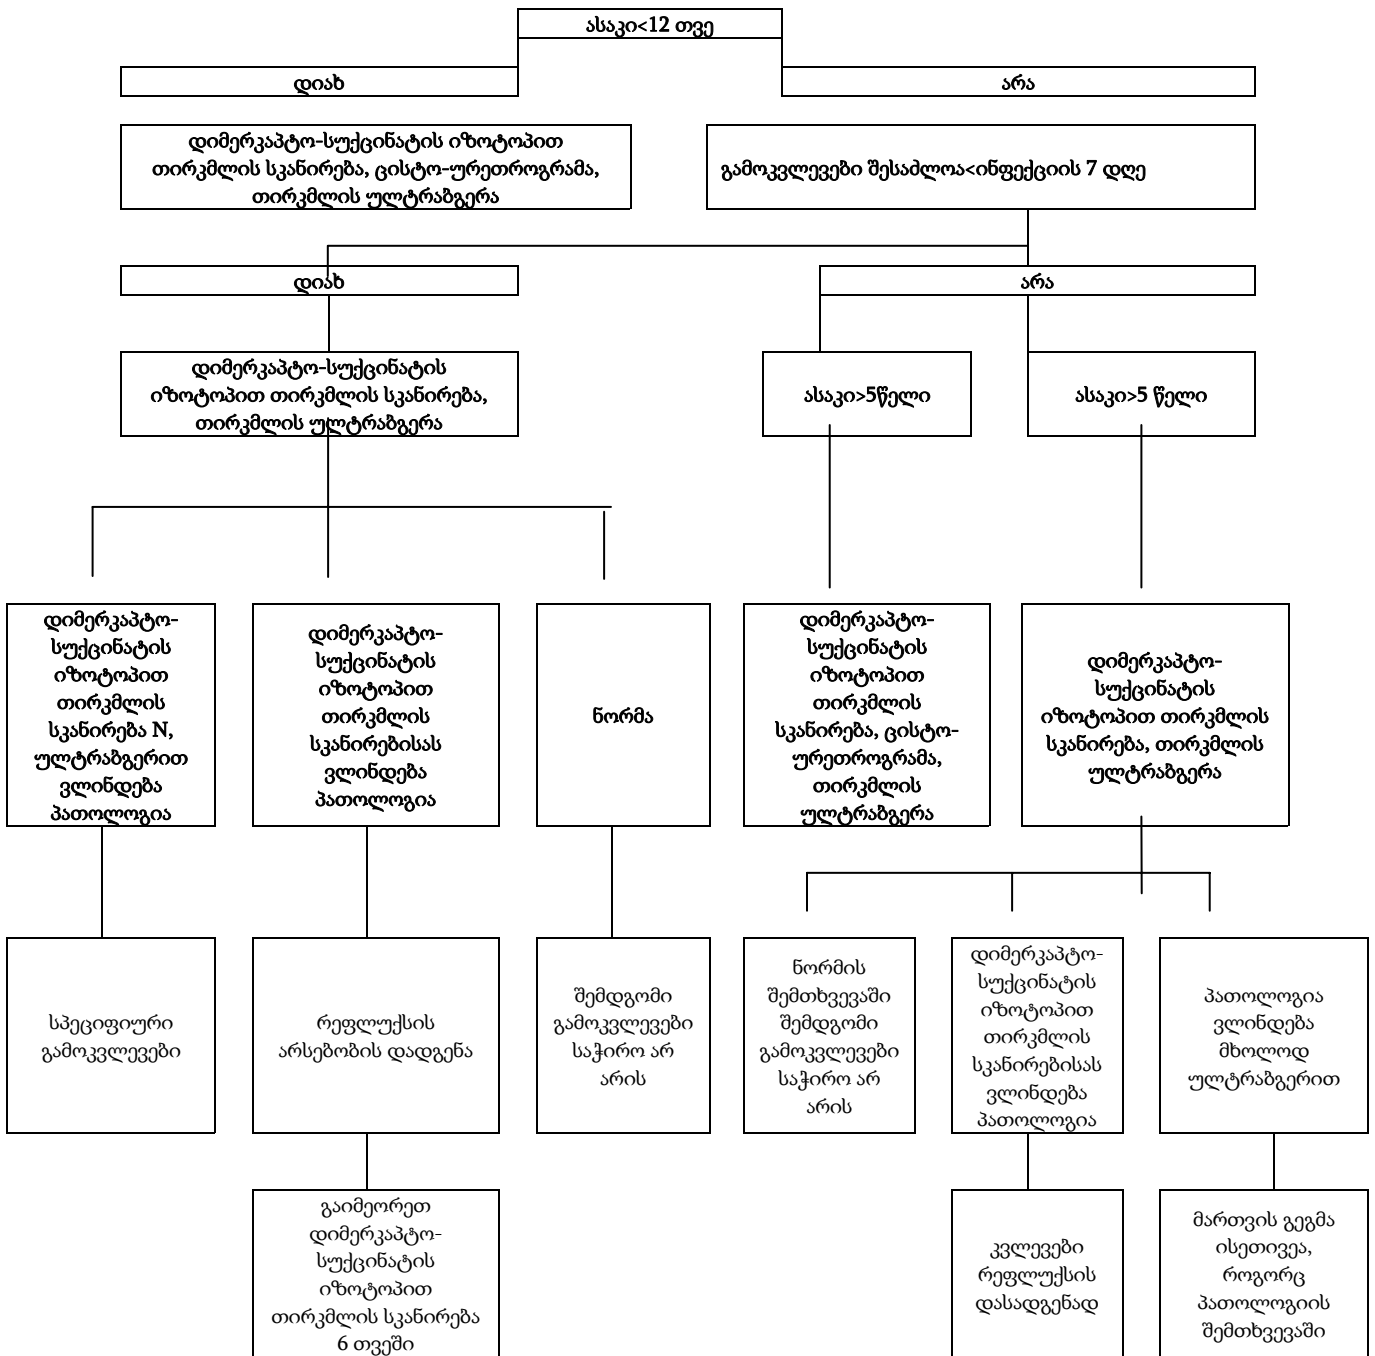 ასაკი<12 თვე
დიახ
არა
დიმერკაპტო-სუქცინატის იზოტოპით
თირკმლის სკანირება, ცისტო-ურეთროგრამა,
თირკმლის ულტრაბგერა
გამოკვლევები შესაძლოა<ინფექციის 7 დღე
დიახ
არა
დიმერკაპტო-სუქცინატის
იზოტოპით თირკმლის სკანირება,
თირკმლის ულტრაბგერა
ასაკი>5წელი
ასაკი>5 წელი
დიმერკაპტო-
სუქცინატის
იზოტოპით
თირკმლის
სკანირება N,
ულტრაბგერით
ვლინდება
პათოლოგია
დიმერკაპტო-
სუქცინატის
იზოტოპით
თირკმლის
სკანირებისას
ვლინდება
პათოლოგია
ნორმა
დიმერკაპტო-
სუქცინატის
იზოტოპით
თირკმლის
სკანირება, ცისტო-
ურეთროგრამა,
თირკმლის
ულტრაბგერა
დიმერკაპტო-
სუქცინატის
იზოტოპით თირკმლის
სკანირება, თირკმლის
ულტრაბგერა
სპეციფიური
გამოკვლევები
რეფლუქსის
არსებობის დადგენა
შემდგომი
გამოკვლევები
საჭირო არ
არის
ნორმის
შემთხვევაში
შემდგომი
გამოკვლევები
საჭირო არ
არის
დიმერკაპტო-
სუქცინატის
იზოტოპით
თირკმლის
სკანირებისას
ვლინდება
პათოლოგია
პათოლოგია
ვლინდება
მხოლოდ
ულტრაბგერით
გაიმეორეთ
დიმერკაპტო-
სუქცინატის
იზოტოპით
თირკმლის სკანირება
6 თვეში
კვლევები
რეფლუქსის
დასადგენად
მართვის გეგმა
ისეთივეა,
როგორც
პათოლოგიის
შემთხვევაში